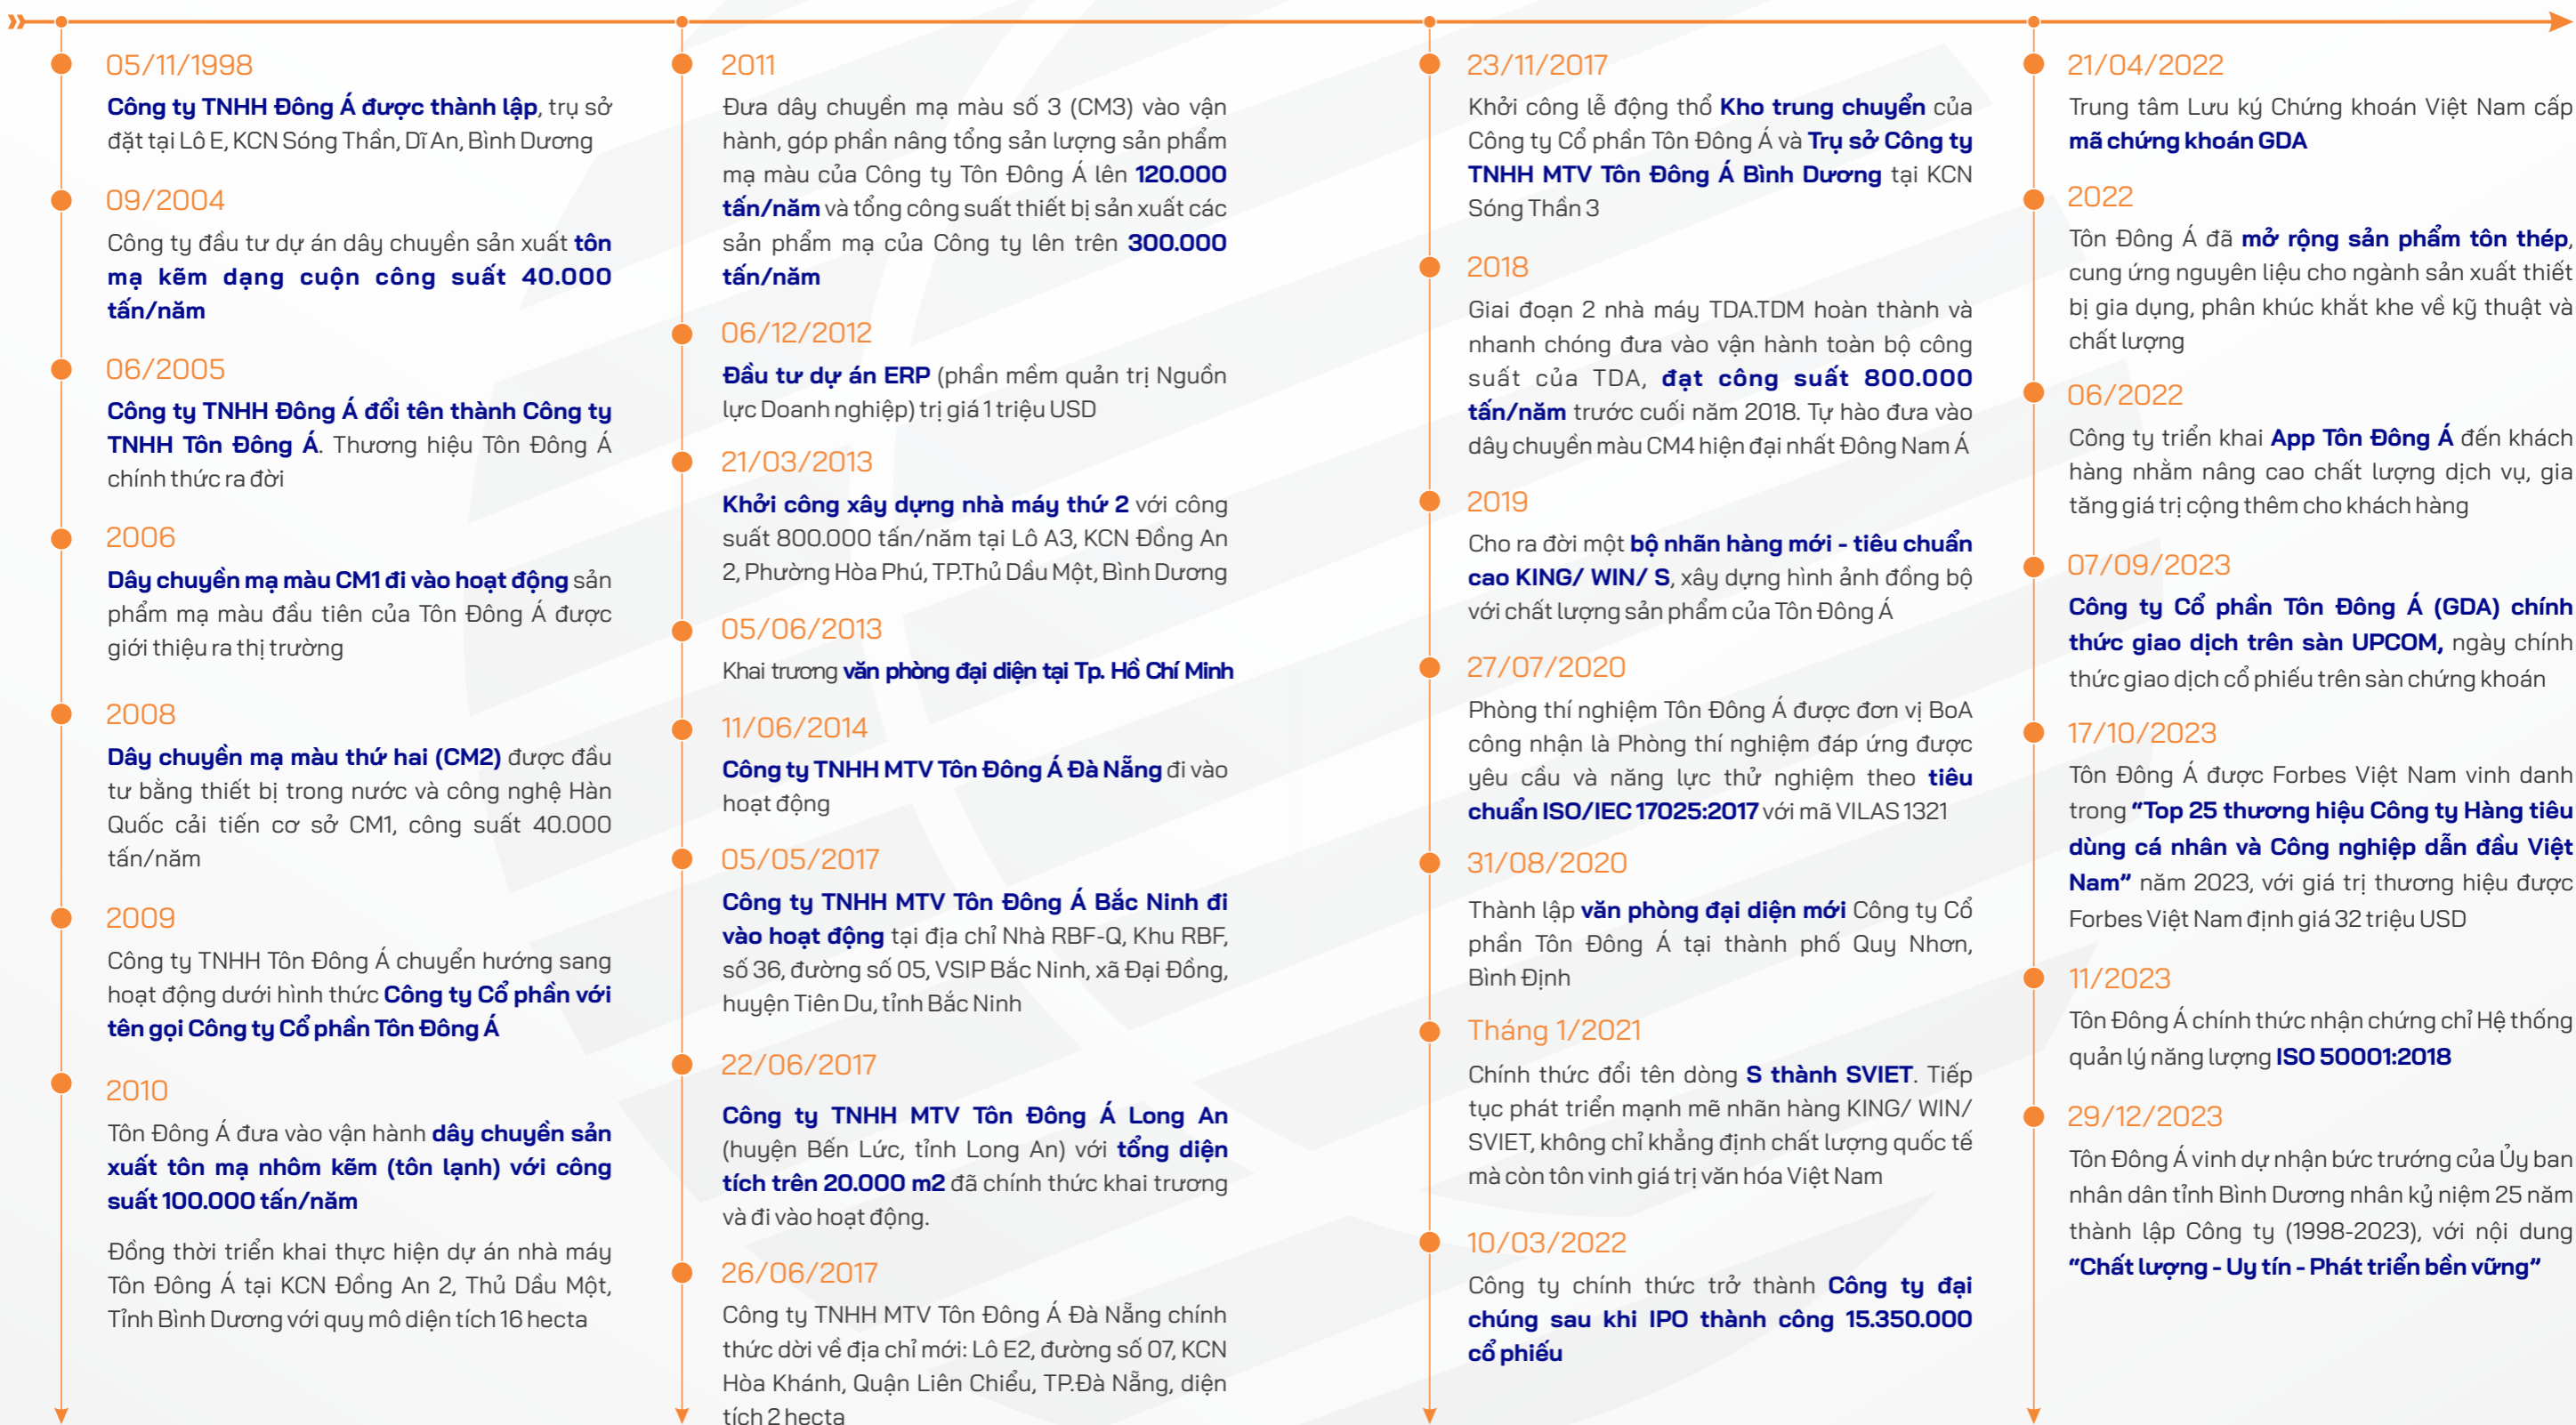 05/11/1998
Công ty TNHH Đông Á được thành lập, trụ sở
đặt tại Lô E, KCN Sóng Thần, Dĩ An, Bình Dương
09/2004
Công ty đầu tư dự án dây chuyền sản xuất tôn
mạ kẽm dạng cuộn công suất 40.000
tấn/năm
06/2005
Công ty TNHH Đông Á đổi tên thành Công ty
TNHH Tôn Đông Á. Thương hiệu Tôn Đông Á
chính thức ra đời
2006
Dây chuyền mạ màu CM1 đi vào hoạt động sản
phẩm mạ màu đầu tiên của Tôn Đông Á được
giới thiệu ra thị trường
2008
Dây chuyền mạ màu thứ hai (CM2) được đầu
tư bằng thiết bị trong nước và công nghệ Hàn
Quốc cải tiến cơ sở CM1, công suất 40.000
tấn/năm
2009
Công ty TNHH Tôn Đông Á chuyển hướng sang
hoạt động dưới hình thức Công ty Cổ phần với
tên gọi Công ty Cổ phần Tôn Đông Á
2010
Tôn Đông Á đưa vào vận hành dây chuyền sản
xuất tôn mạ nhôm kẽm (tôn lạnh) với công
suất 100.000 tấn/năm
Đồng thời triển khai thực hiện dự án nhà máy
Tôn Đông Á tại KCN Đồng An 2, Thủ Dầu Một,
Tỉnh Bình Dương với quy mô diện tích 16 hecta
2011
Đưa dây chuyền mạ màu số 3 (CM3) vào vận
hành, góp phần nâng tổng sản lượng sản phẩm
mạ màu của Công ty Tôn Đông Á lên 120.000
tấn/năm và tổng công suất thiết bị sản xuất các
sản phẩm mạ của Công ty lên trên 300.000
tấn/năm
06/12/2012
Đầu tư dự án ERP (phần mềm quản trị Nguồn
lực Doanh nghiệp) trị giá 1 triệu USD
21/03/2013
Khởi công xây dựng nhà máy thứ 2 với công
suất 800.000 tấn/năm tại Lô A3, KCN Đồng An
2, Phường Hòa Phú, TP.Thủ Dầu Một, Bình Dương
05/06/2013
Khai trương văn phòng đại diện tại Tp. Hồ Chí Minh
11/06/2014
Công ty TNHH MTV Tôn Đông Á Đà Nẵng đi vào
hoạt động
05/05/2017
Công ty TNHH MTV Tôn Đông Á Bắc Ninh đi
vào hoạt động tại địa chỉ Nhà RBF-Q, Khu RBF,
số 36, đường số 05, VSIP Bắc Ninh, xã Đại Đồng,
huyện Tiên Du, tỉnh Bắc Ninh
22/06/2017
Công ty TNHH MTV Tôn Đông Á Long An
(huyện Bến Lức, tỉnh Long An) với tổng diện
tích trên 20.000 m2 đã chính thức khai trương
và đi vào hoạt động.
26/06/2017
Công ty TNHH MTV Tôn Đông Á Đà Nẵng chính
thức dời về địa chỉ mới: Lô E2, đường số 07, KCN
Hòa Khánh, Quận Liên Chiểu, TP.Đà Nẵng, diện
tích 2 hecta
23/11/2017
Khởi công lễ động thổ Kho trung chuyển của
Công ty Cổ phần Tôn Đông Á và Trụ sở Công ty
TNHH MTV Tôn Đông Á Bình Dương tại KCN
Sóng Thần 3
2018
Giai đoạn 2 nhà máy TDA.TDM hoàn thành và
nhanh chóng đưa vào vận hành toàn bộ công
suất của TDA, đạt công suất 800.000
tấn/năm trước cuối năm 2018. Tự hào đưa vào
dây chuyền màu CM4 hiện đại nhất Đông Nam Á
2019
Cho ra đời một bộ nhãn hàng mới - tiêu chuẩn
cao KING/ WIN/ S, xây dựng hình ảnh đồng bộ
với chất lượng sản phẩm của Tôn Đông Á
27/07/2020
Phòng thí nghiệm Tôn Đông Á được đơn vị BoA
công nhận là Phòng thí nghiệm đáp ứng được
yêu cầu và năng lực thử nghiệm theo tiêu
chuẩn ISO/IEC 17025:2017 với mã VILAS 1321
31/08/2020
Thành lập văn phòng đại diện mới Công ty Cổ
phần Tôn Đông Á tại thành phố Quy Nhơn,
Bình Định
Tháng 1/2021
Chính thức đổi tên dòng S thành SVIET. Tiếp
tục phát triển mạnh mẽ nhãn hàng KING/ WIN/
SVIET, không chỉ khẳng định chất lượng quốc tế
mà còn tôn vinh giá trị văn hóa Việt Nam
10/03/2022
Công ty chính thức trở thành Công ty đại
chúng sau khi IPO thành công 15.350.000
cổ phiếu
21/04/2022
Trung tâm Lưu ký Chứng khoán Việt Nam cấp
mã chứng khoán GDA
2022
Tôn Đông Á đã mở rộng sản phẩm tôn thép,
cung ứng nguyên liệu cho ngành sản xuất thiết
bị gia dụng, phân khúc khắt khe về kỹ thuật và
chất lượng
06/2022
Công ty triển khai App Tôn Đông Á đến khách
hàng nhằm nâng cao chất lượng dịch vụ, gia
tăng giá trị cộng thêm cho khách hàng
07/09/2023
Công ty Cổ phần Tôn Đông Á (GDA) chính
thức giao dịch trên sàn UPCOM, ngày chính
thức giao dịch cổ phiếu trên sàn chứng khoán
17/10/2023
Tôn Đông Á được Forbes Việt Nam vinh danh
trong “Top 25 thương hiệu Công ty Hàng tiêu
dùng cá nhân và Công nghiệp dẫn đầu Việt
Nam” năm 2023, với giá trị thương hiệu được
Forbes Việt Nam định giá 32 triệu USD
11/2023
Tôn Đông Á chính thức nhận chứng chỉ Hệ thống
quản lý năng lượng ISO 50001:2018
29/12/2023
Tôn Đông Á vinh dự nhận bức trướng của Ủy ban
nhân dân tỉnh Bình Dương nhân kỷ niệm 25 năm
thành lập Công ty (1998-2023), với nội dung
“Chất lượng - Uy tín - Phát triển bền vững”